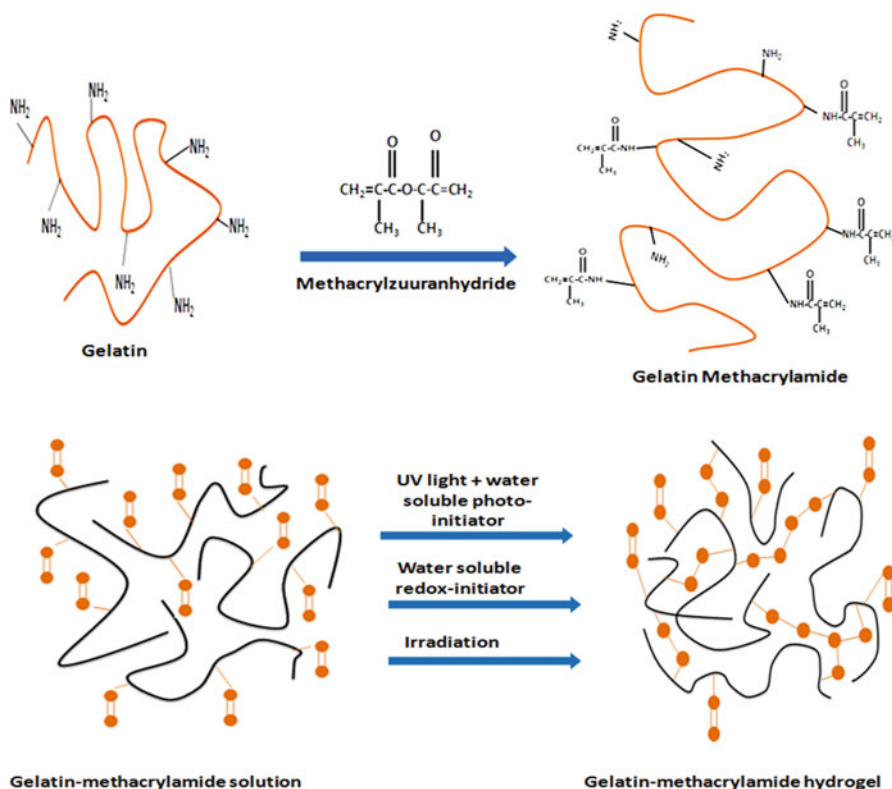 NH₂
NH₂
NH₂
NH₂
NH₂
NH₂
NH₂
NH₂
Gelatin
O O
CH₂=C-C-O-C-C=CH₂
CH₃ CH₃
Methacrylzuuranhydride
NH₂
NH₂
O
NH-C-C=CH₂
CH₃
O
CH₂=C-C-NH
CH₃
NH₂
O
NH-C-C=CH₂
CH₃
NH₂
O
CH₂=C-C-NH
CH₃
O
NH-C-C=CH₂
CH₃
Gelatin Methacrylamide
UV light + water
soluble photo-
initiator
Water soluble
redox-initiator
Irradiation
Gelatin-methacrylamide solution
Gelatin-methacrylamide hydrogel